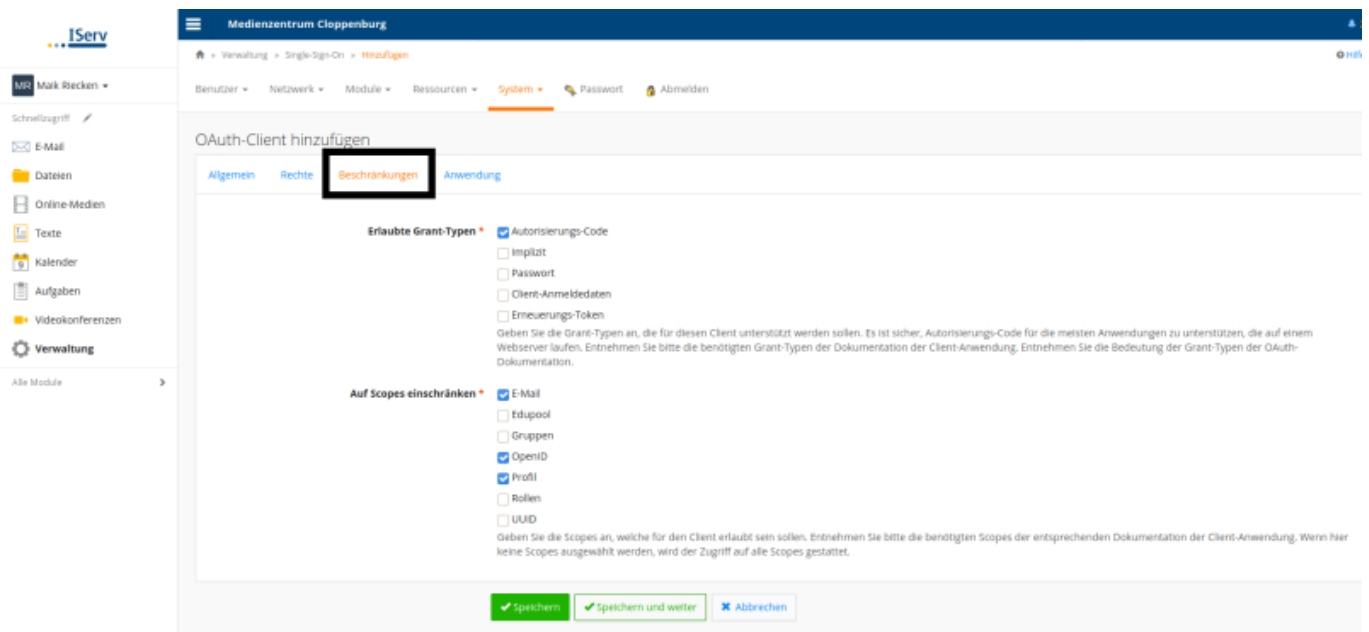 IServ
Medienzentrum Cloppenburg
Verwaltung » Single-Sign-On » Hinzufügen
Hilfe
MR Maik Riecken
Benutzer Netzwerk Module Ressourcen System Passwort Abmelden
Schnellzugriff
E-Mail
Dateien
Online-Medien
Texte
Kalender
Aufgaben
Videokonferenzen
Verwaltung
Alle Module
OAuth-Client hinzufügen
Allgemein Rechte Beschränkungen Anwendung
Erlaubte Grant-Typen * Autorisierungs-Code
Implizit
Passwort
Client-Anmeldedaten
Erneuerungs-Token
Geben Sie die Grant-Typen an, die für diesen Client unterstützt werden sollen. Es ist sicher, Autorisierungs-Code für die meisten Anwendungen zu unterstützen, die auf einem
Webserver laufen. Entnehmen Sie bitte die benötigten Grant-Typen der Dokumentation der Client-Anwendung. Entnehmen Sie die Bedeutung der Grant-Typen der OAuth-
Dokumentation.
Auf Scopes einschränken * E-Mail
Edupool
Gruppen
OpenID
Profil
Rollen
UUID
Geben Sie die Scopes an, welche für den Client erlaubt sein sollen. Entnehmen Sie bitte die benötigten Scopes der entsprechenden Dokumentation der Client-Anwendung. Wenn hier
keine Scopes ausgewählt werden, wird der Zugriff auf alle Scopes gestattet.
Speichern Speichern und weiter Abbrechen